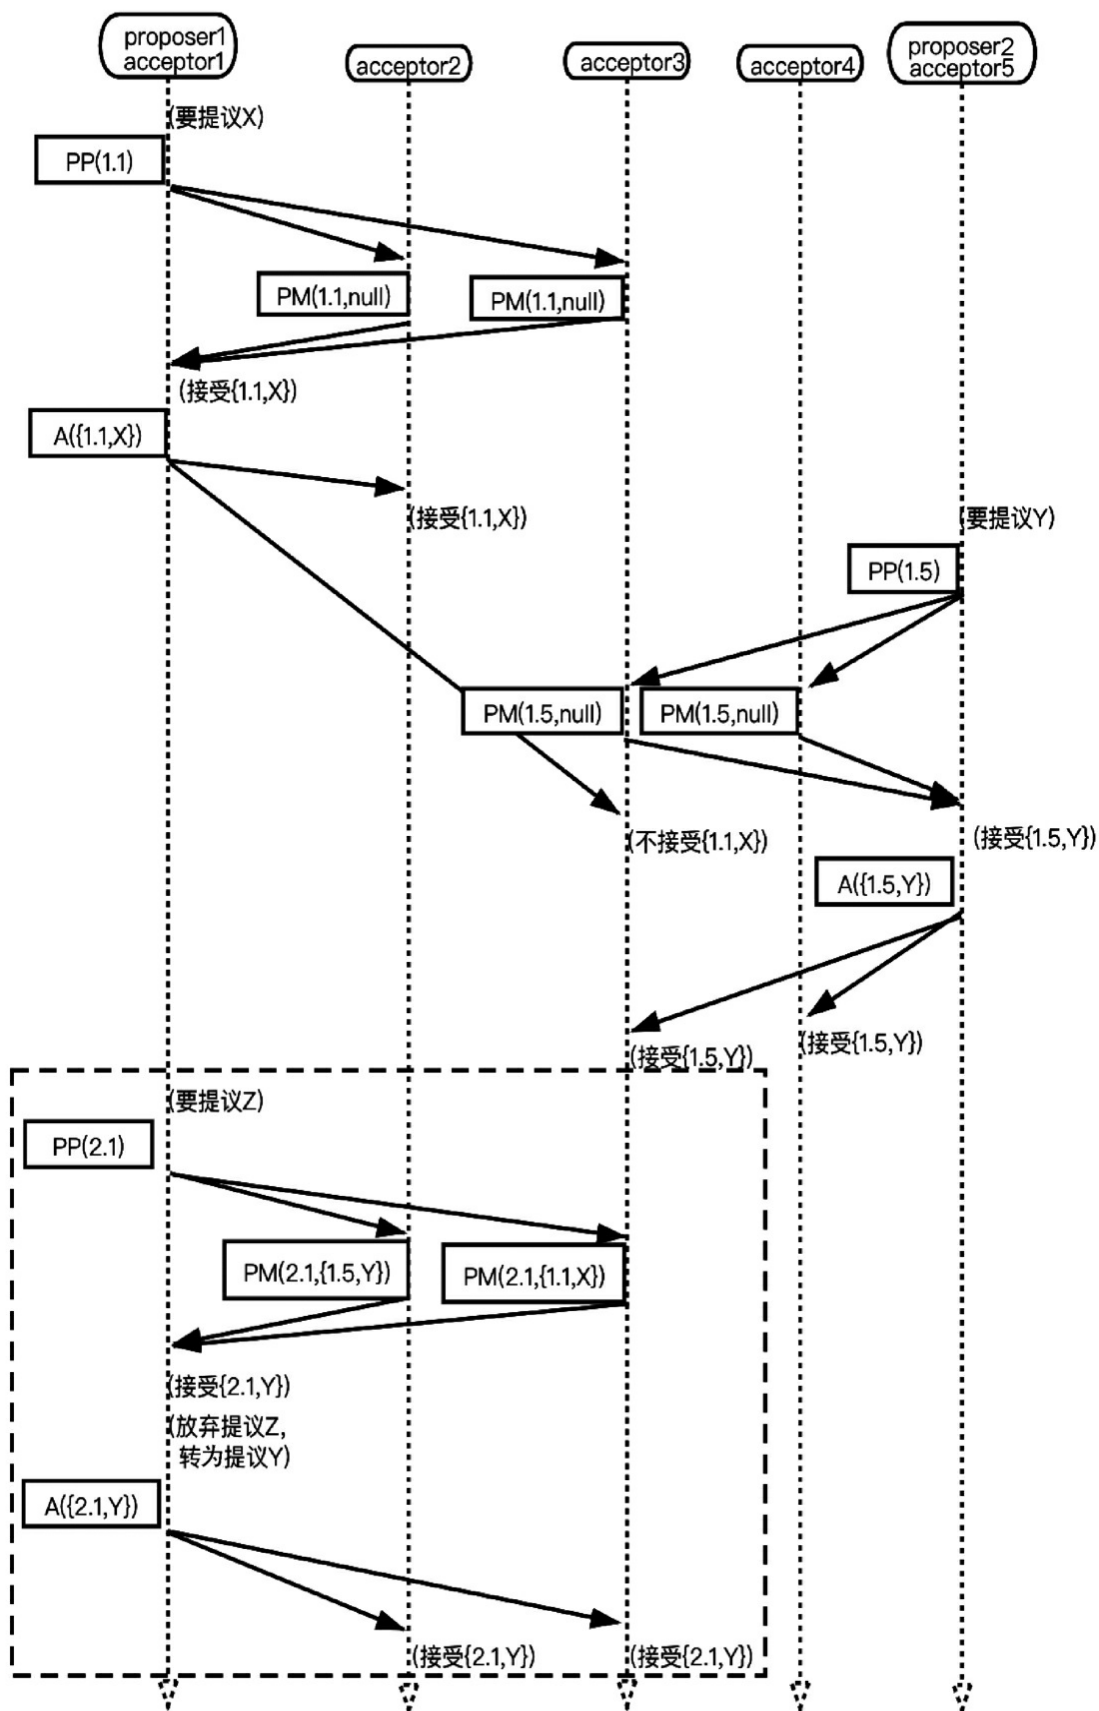 proposer1
acceptor1
acceptor2
acceptor3
acceptor4
proposer2
acceptor5
(要提议X)
PP(1.1)
PM(1.1,null)
PM(1.1,null)
(接受{1.1,X})
A({1.1,X})
(接受{1.1,X})
(要提议Y)
PP(1.5)
PM(1.5,null)
PM(1.5,null)
(不接受{1.1,X})
(接受{1.5,Y})
A({1.5,Y})
(接受{1.5,Y})
(接受{1.5,Y})
(要提议Z)
PP(2.1)
PM(2.1,{1.5,Y})
PM(2.1,{1.1,X})
(接受{2.1,Y})
(放弃提议Z,
转为提议Y)
A({2.1,Y})
(接受{2.1,Y})
(接受{2.1,Y})